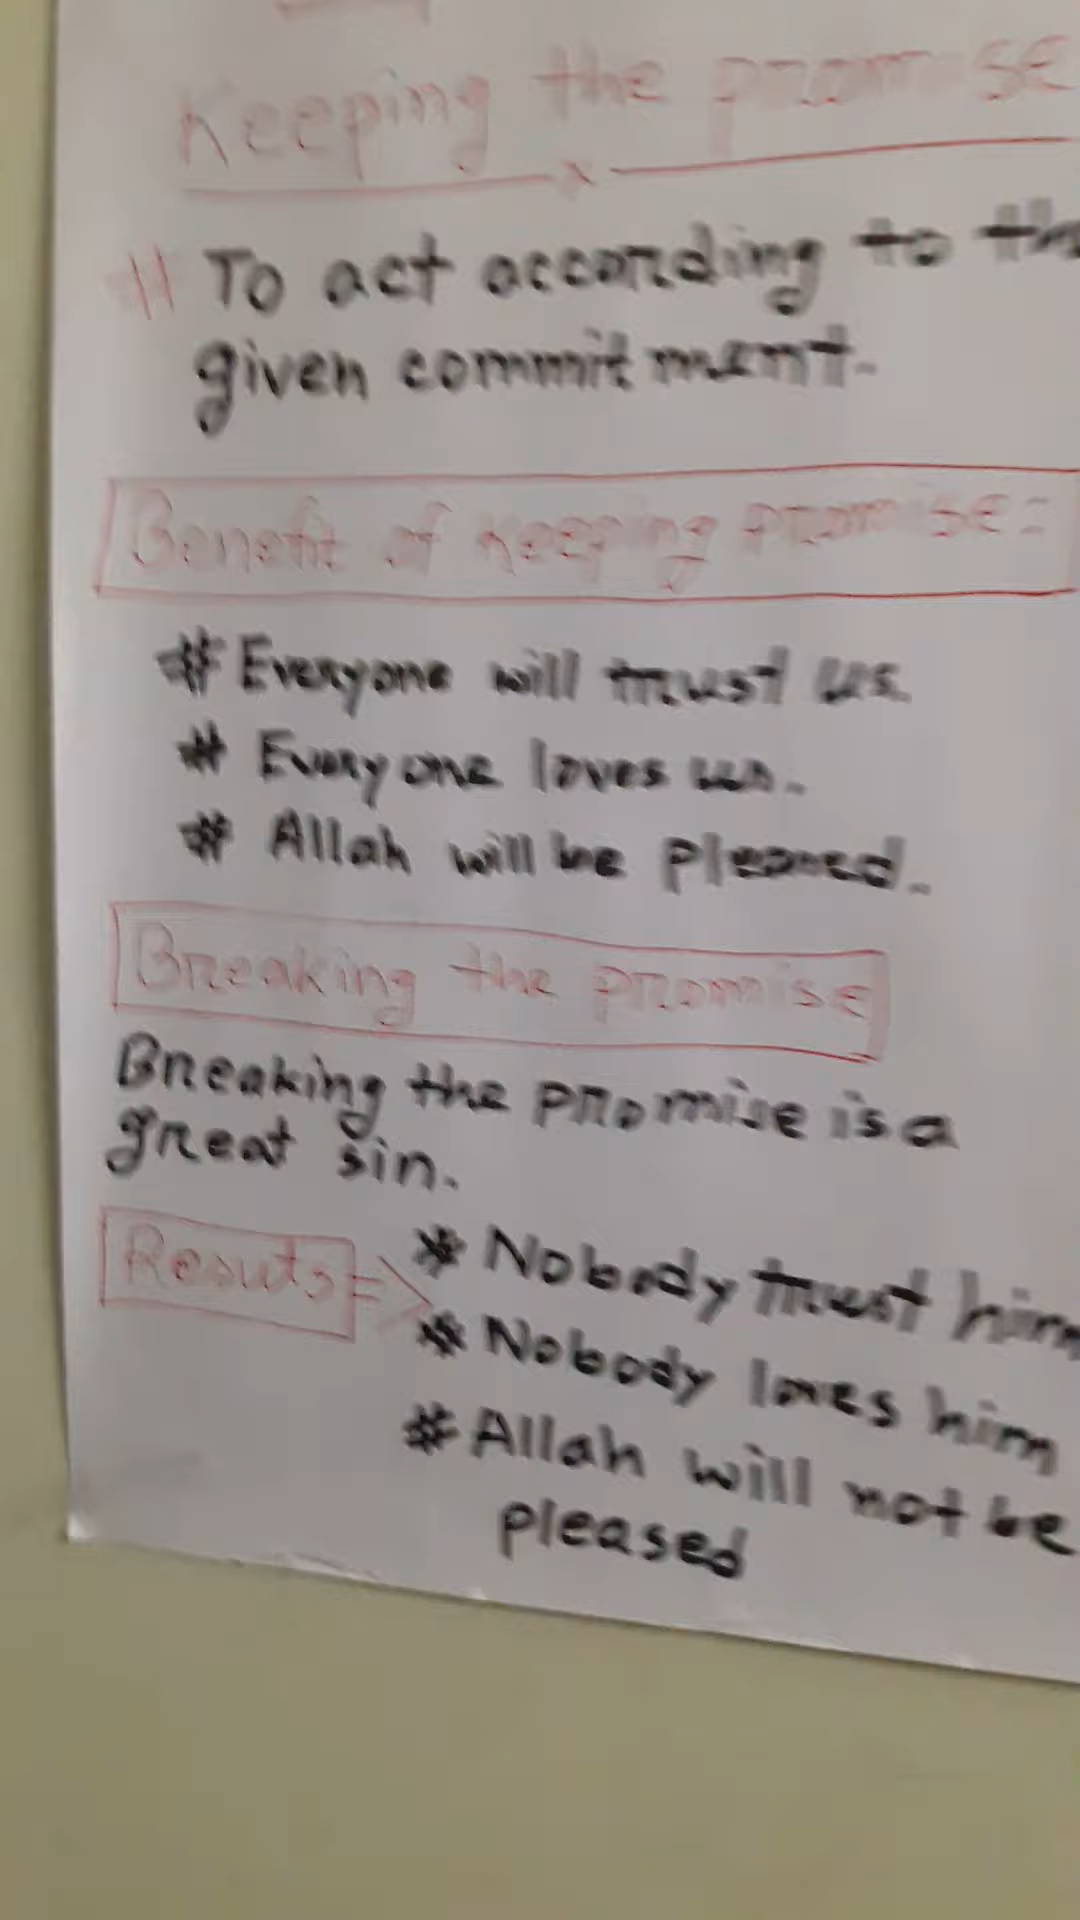 Keeping the promise
To act according to the
given commitment.
Benefit of keeping promise:
# Everyone will trust us.
# Everyone loves us.
# Allah will be pleased.
Breaking the promise
Breaking the promise is a
great sin.
Resuts => * Nobody trust him
* Nobody loves him
# Allah will not be
pleased